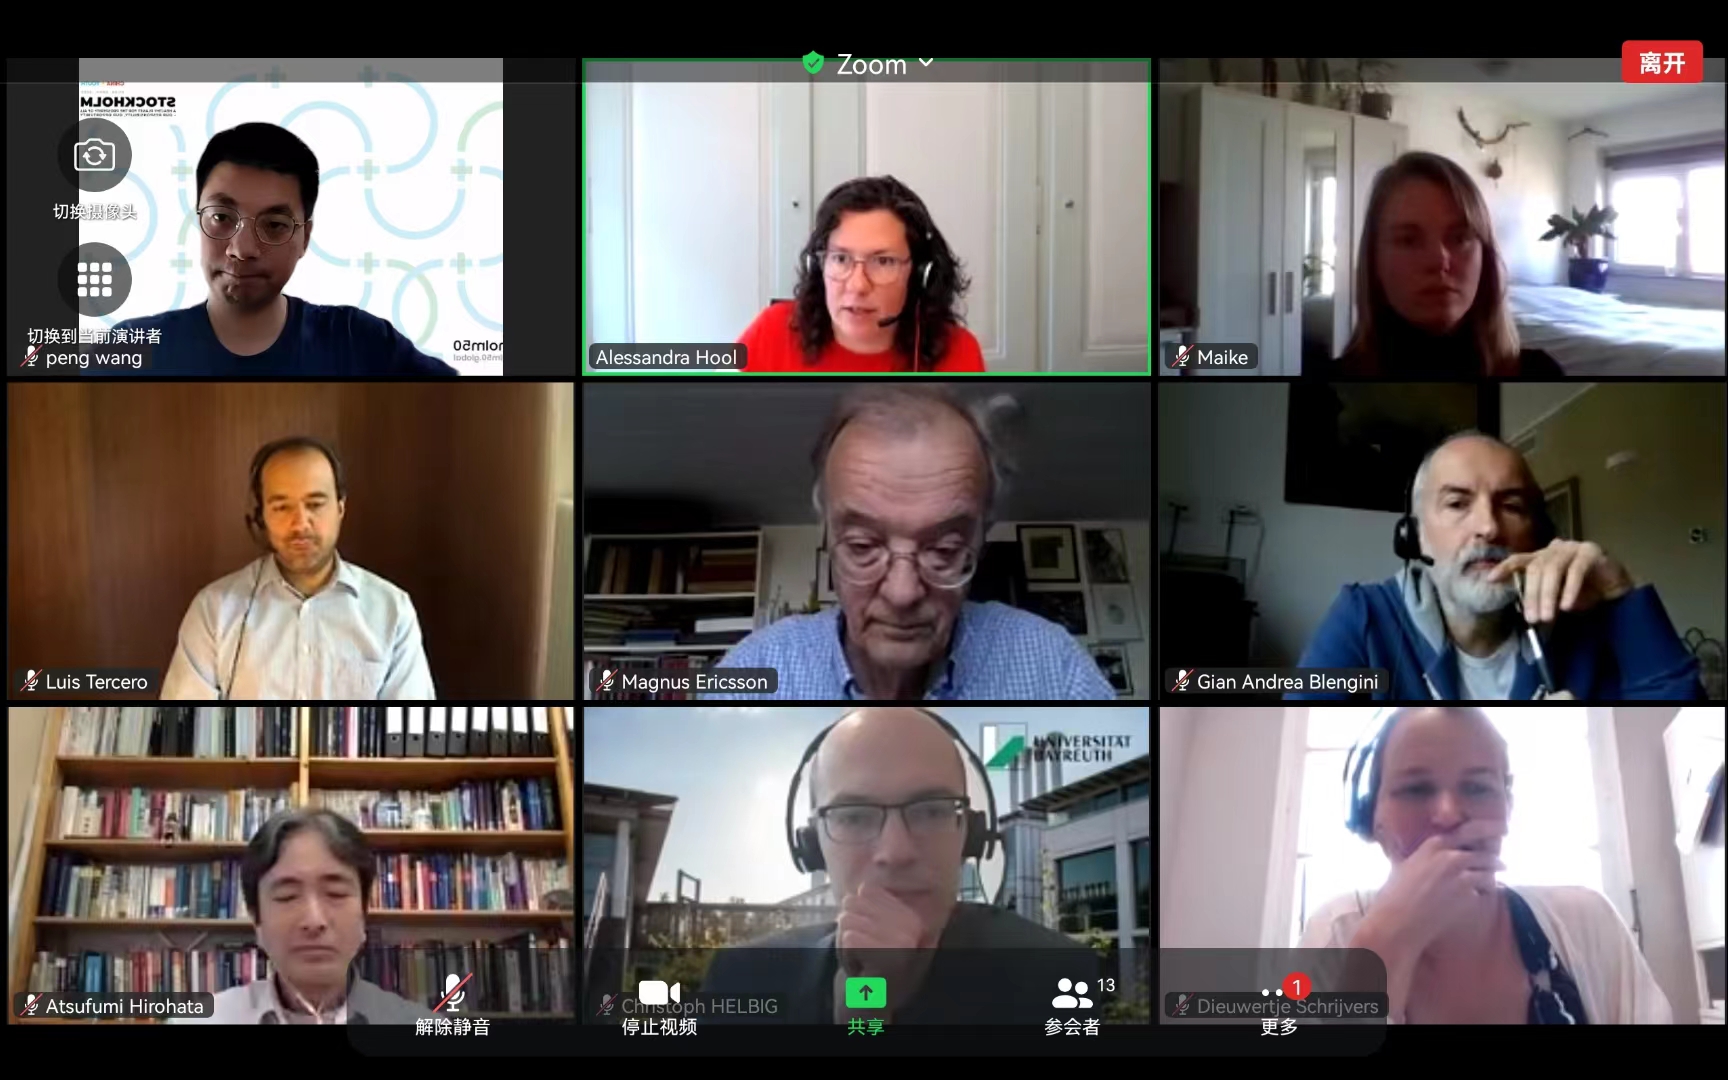 Zoom
离开
STOCKHOLM
切换摄像头
切换到当前演讲者
peng wang
Alessandra Hool
Maike
Luis Tercero
Magnus Ericsson
Gian Andrea Blengini
UNIVERSITÄT
BAYREUTH
Atsufumi Hirohata
Christoph HELBIG
Dieuwertje Schrijvers
13
1
解除静音
停止视频
共享
参会者
更多